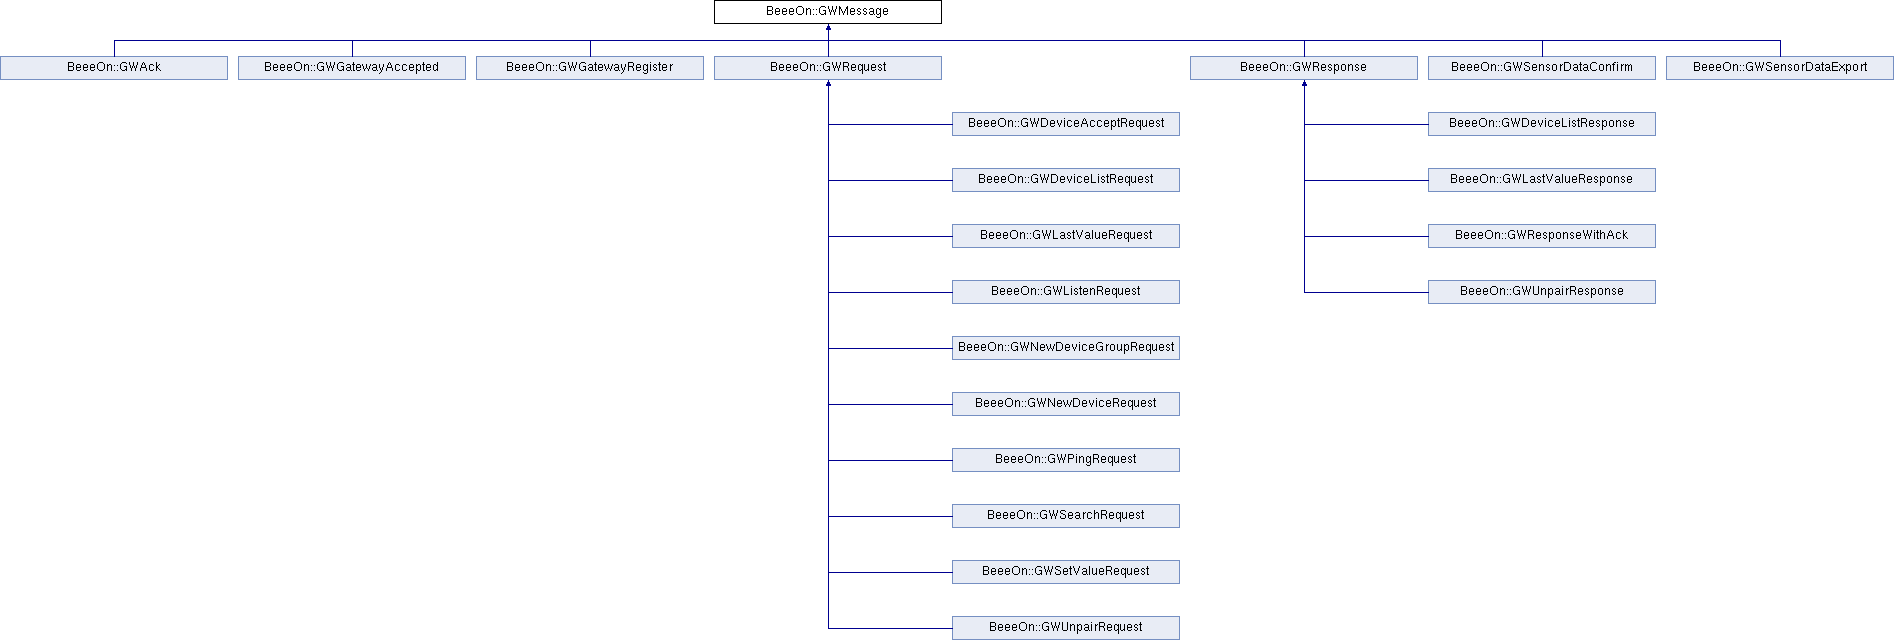 BeeeOn::GWMessage
BeeeOn::GWAck
BeeeOn::GWGatewayAccepted
BeeeOn::GWGatewayRegister
BeeeOn::GWRequest
BeeeOn::GWResponse
BeeeOn::GWSensorDataConfirm
BeeeOn::GWSensorDataExport
BeeeOn::GWDeviceAcceptRequest
BeeeOn::GWDeviceListResponse
BeeeOn::GWDeviceListRequest
BeeeOn::GWLastValueResponse
BeeeOn::GWLastValueRequest
BeeeOn::GWResponseWithAck
BeeeOn::GWListenRequest
BeeeOn::GWUnpairResponse
BeeeOn::GWNewDeviceGroupRequest
BeeeOn::GWNewDeviceRequest
BeeeOn::GWPingRequest
BeeeOn::GWSearchRequest
BeeeOn::GWSetValueRequest
BeeeOn::GWUnpairRequest